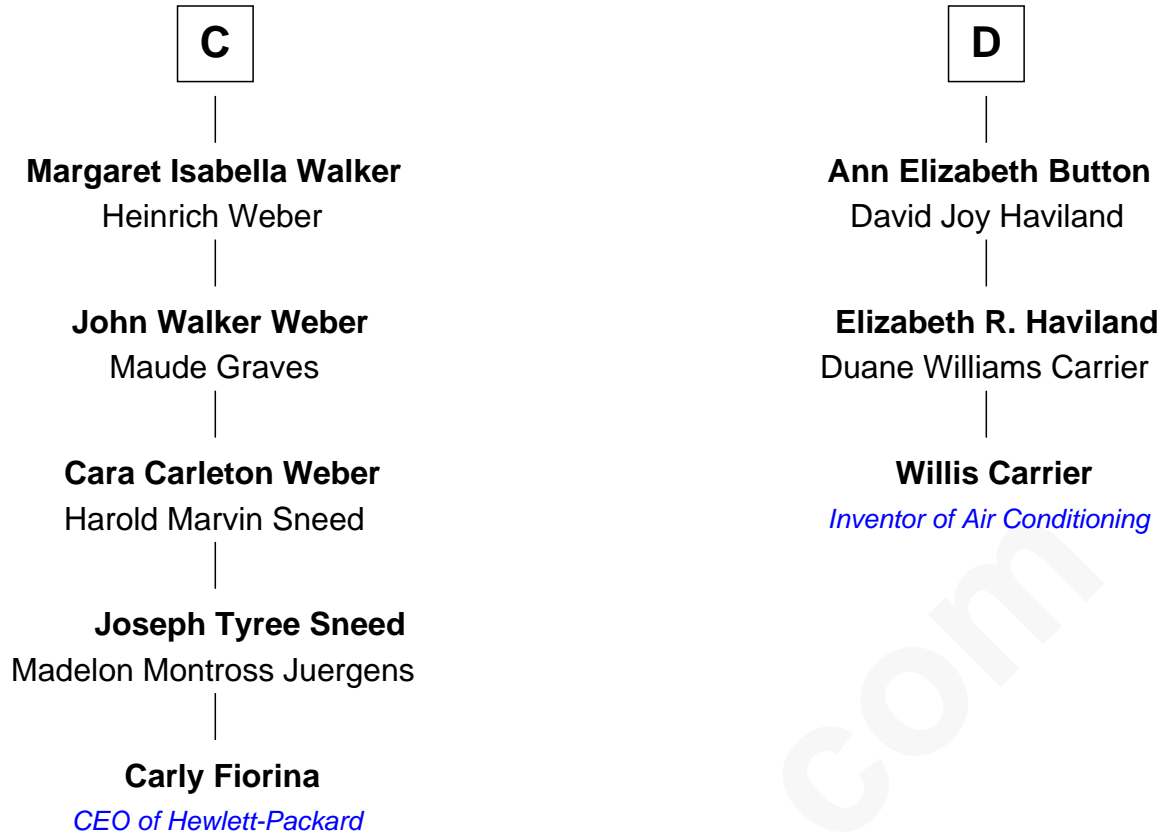 C
Margaret Isabella Walker
Heinrich Weber
John Walker Weber
Maude Graves
Cara Carleton Weber
Harold Marvin Sneed
Joseph Tyree Sneed
Madelon Montross Juergens
Carly Fiorina
CEO of Hewlett-Packard
D
Ann Elizabeth Button
David Joy Haviland
Elizabeth R. Haviland
Duane Williams Carrier
Willis Carrier
Inventor of Air Conditioning
com